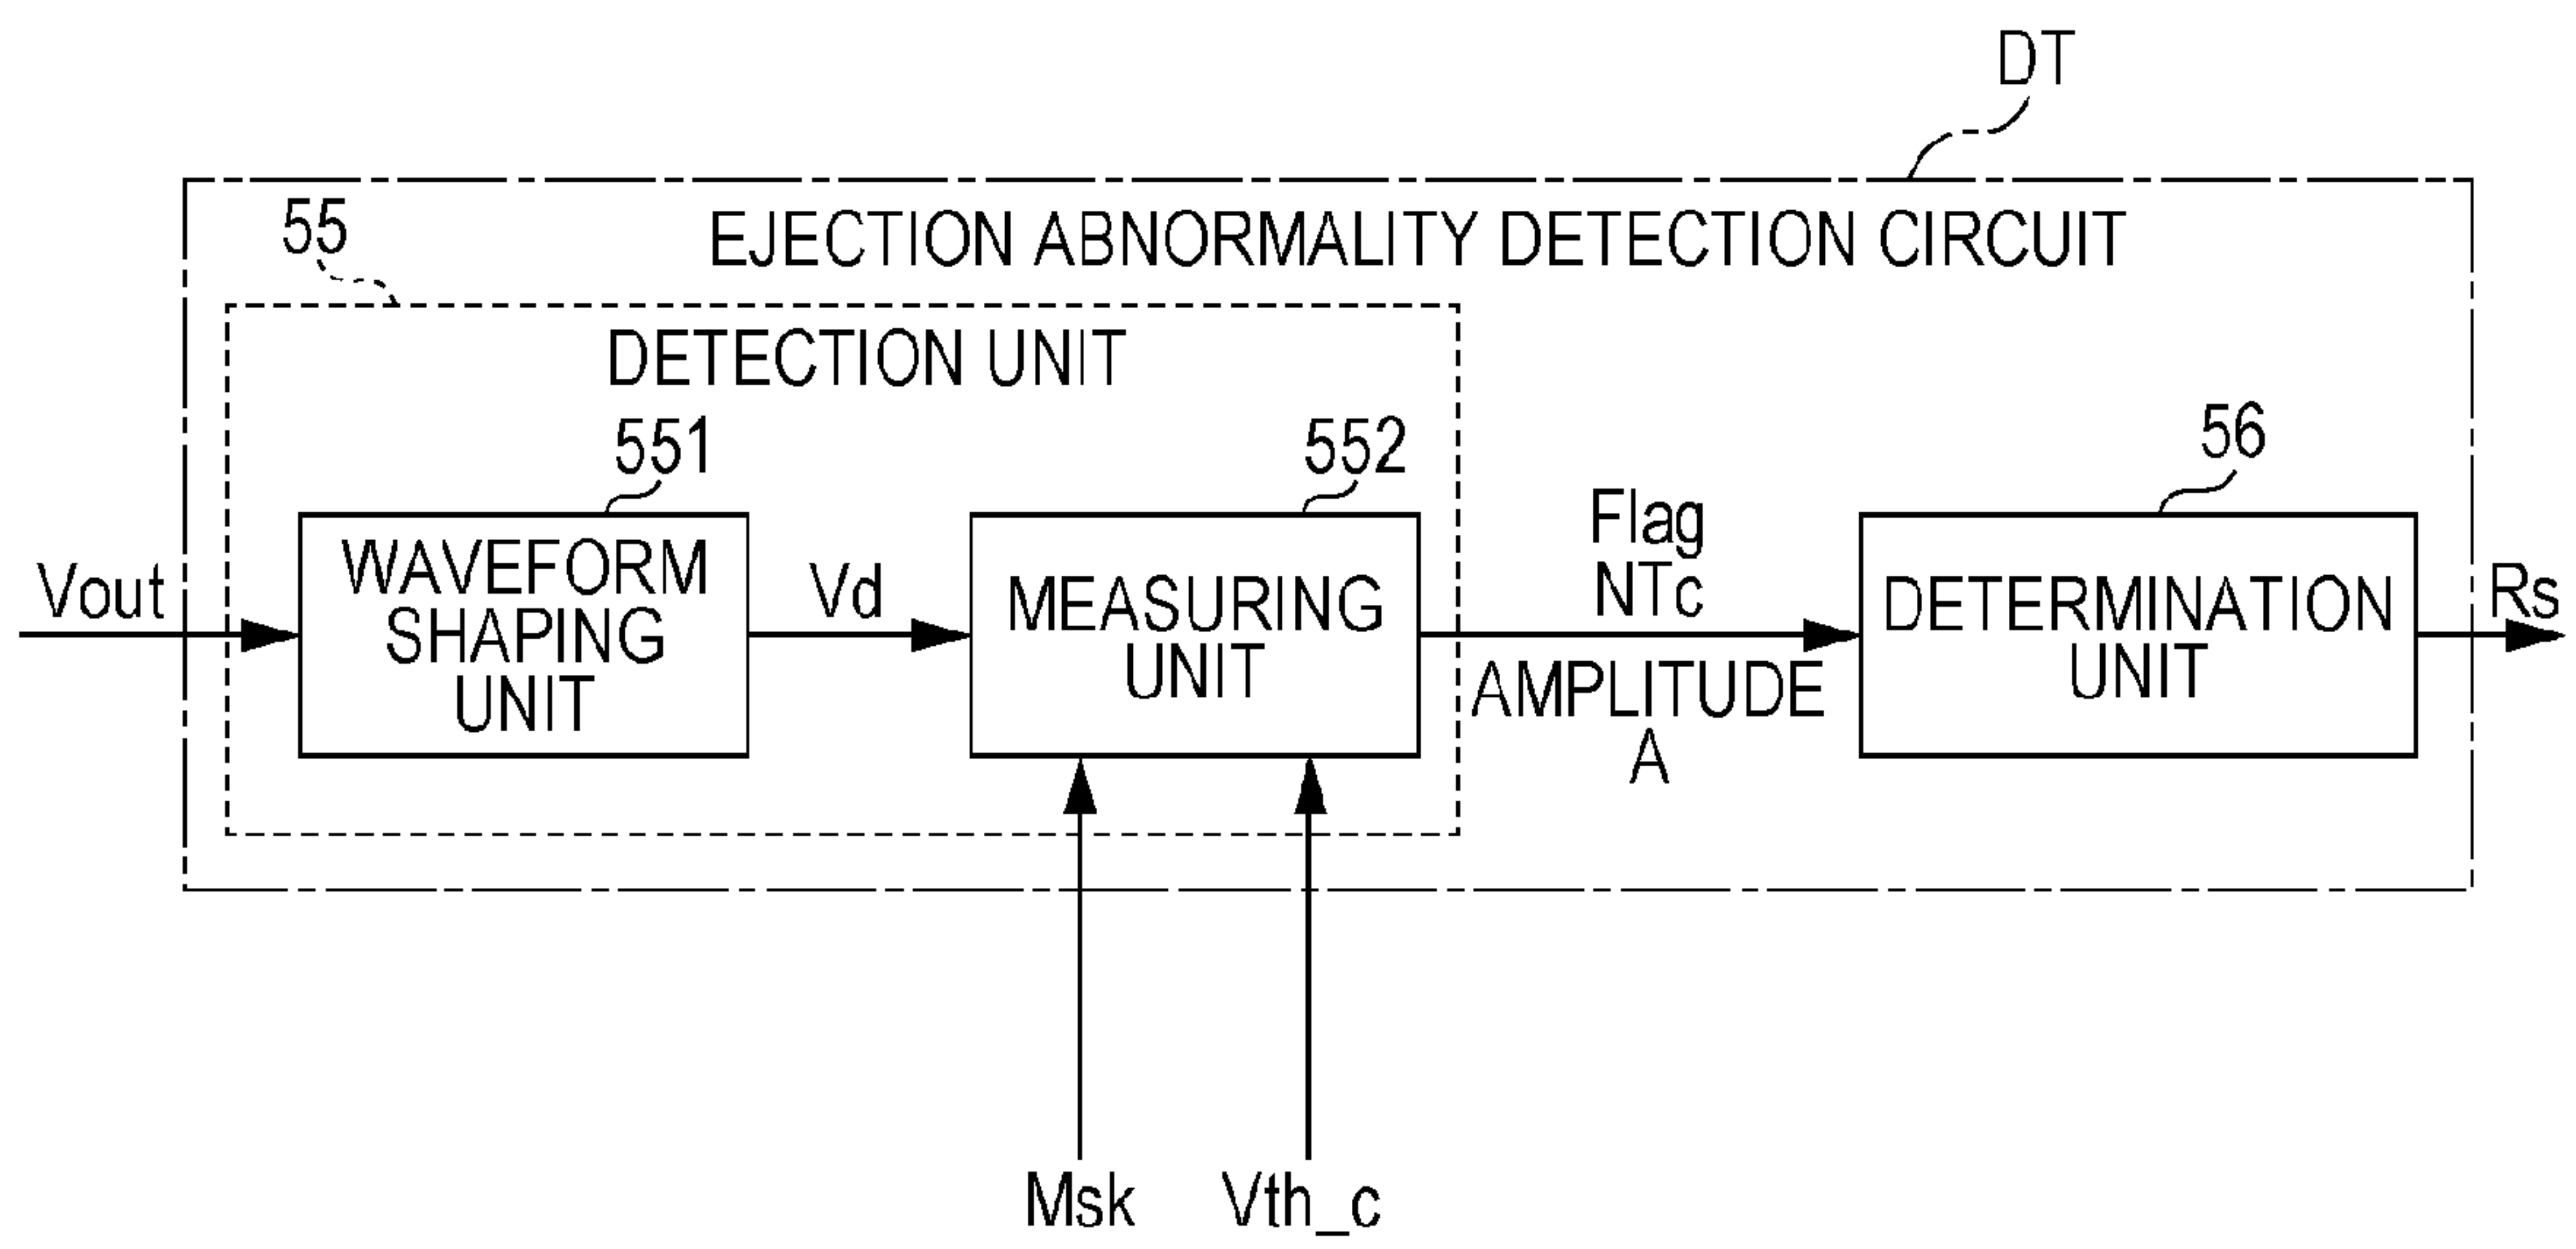 DT
EJECTION ABNORMALITY DETECTION CIRCUIT
55
DETECTION UNIT
551
552
56
Vout
WAVEFORM
SHAPING
UNIT
Vd
MEASURING
UNIT
Flag
NTc
AMPLITUDE
A
DETERMINATION
UNIT
Rs
Msk
Vth_c